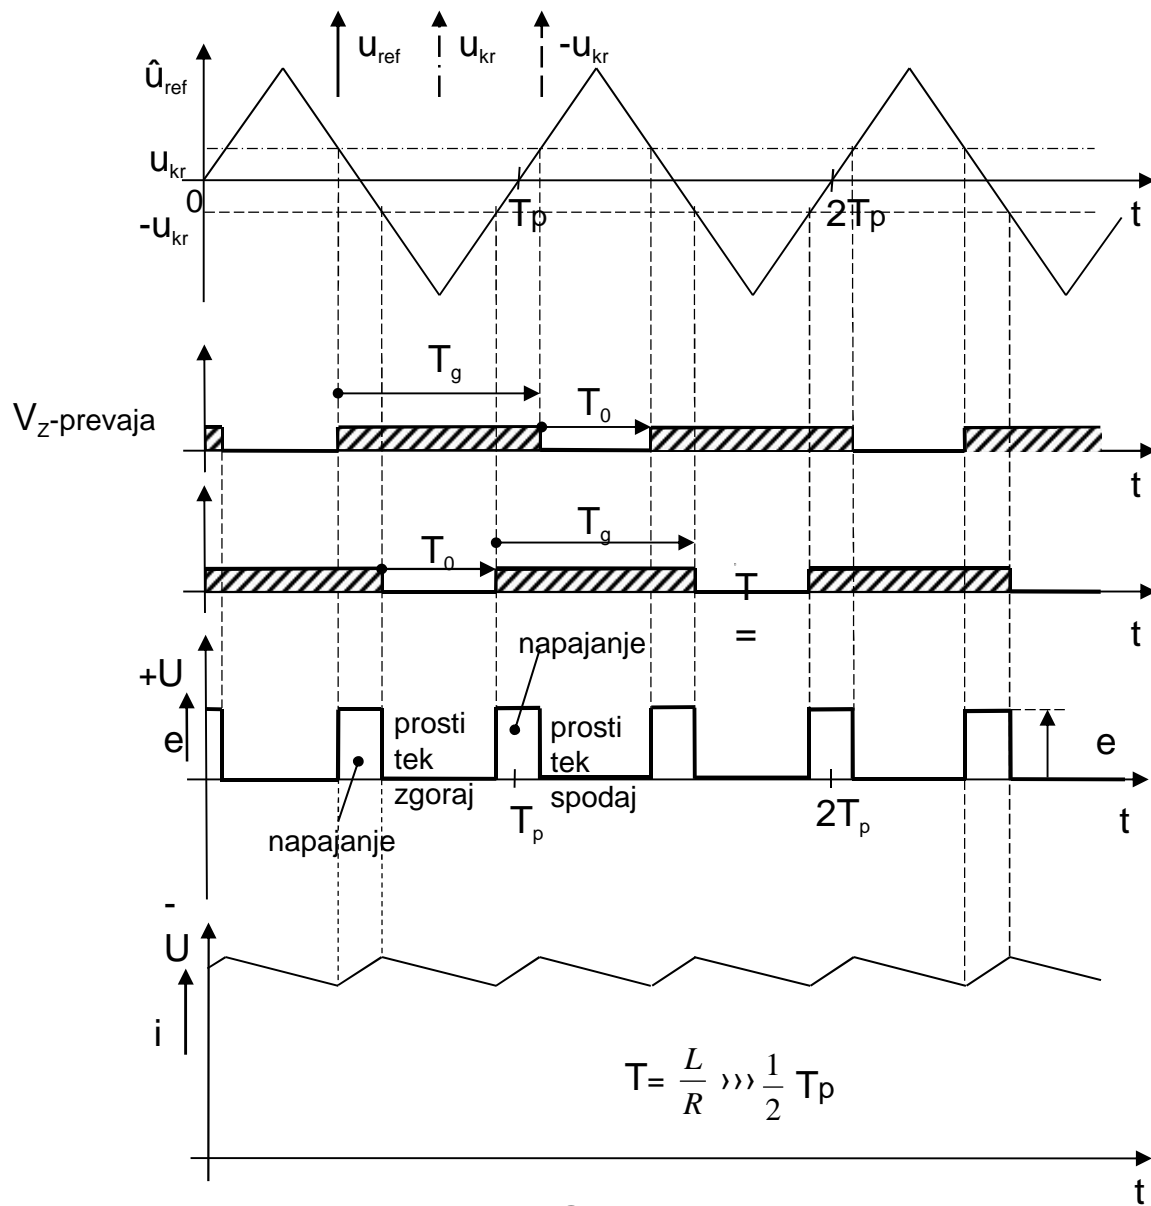 u_ref u_kr -u_kr
û_ref
u_kr
0
-u_kr
Tp 2Tp t
T_g
T_0
V_Z-prevaja
t
T_g
T_0
T
=
t
napajanje
+U
e
prosti
tek
zgoraj
prosti
tek
spodaj
e
T_p 2T_p t
napajanje
-
U
i
T= L/R ››› 1/2 Tp
t